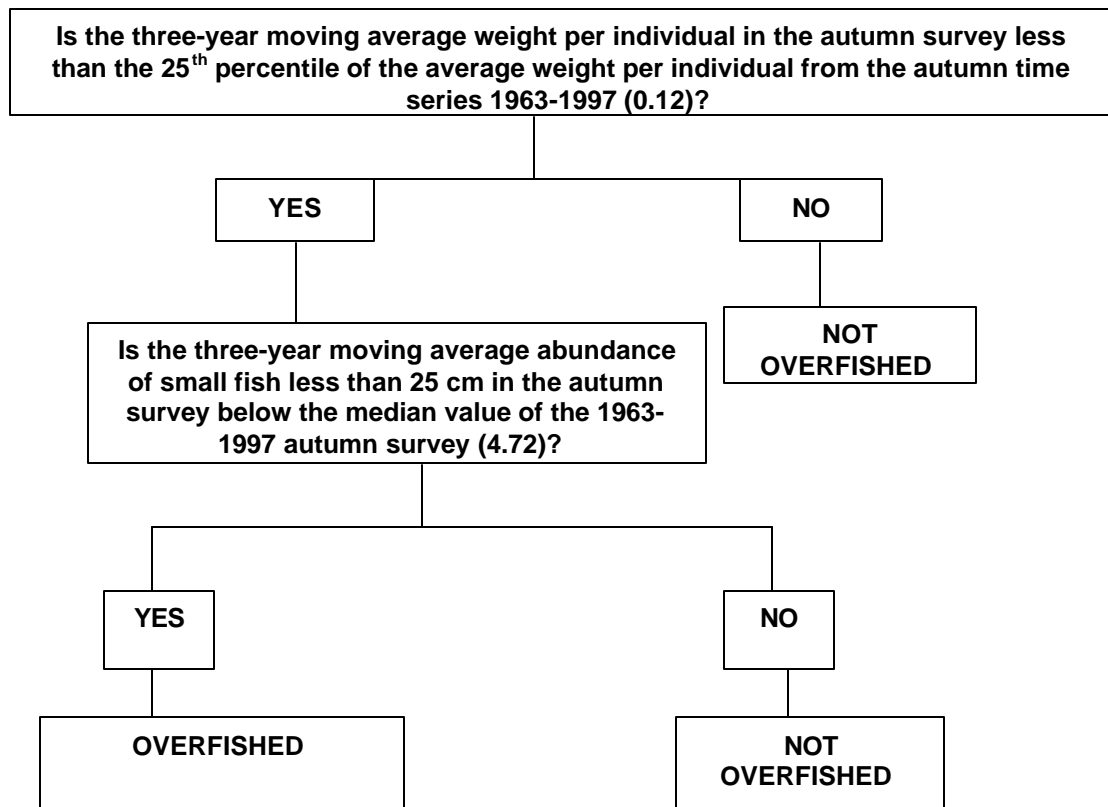 Is the three-year moving average weight per individual in the autumn survey less
than the 25th percentile of the average weight per individual from the autumn time
series 1963-1997 (0.12)?
YES
NO
NOT
OVERFISHED
Is the three-year moving average abundance
of small fish less than 25 cm in the autumn
survey below the median value of the 1963-
1997 autumn survey (4.72)?
YES
NO
OVERFISHED
NOT
OVERFISHED